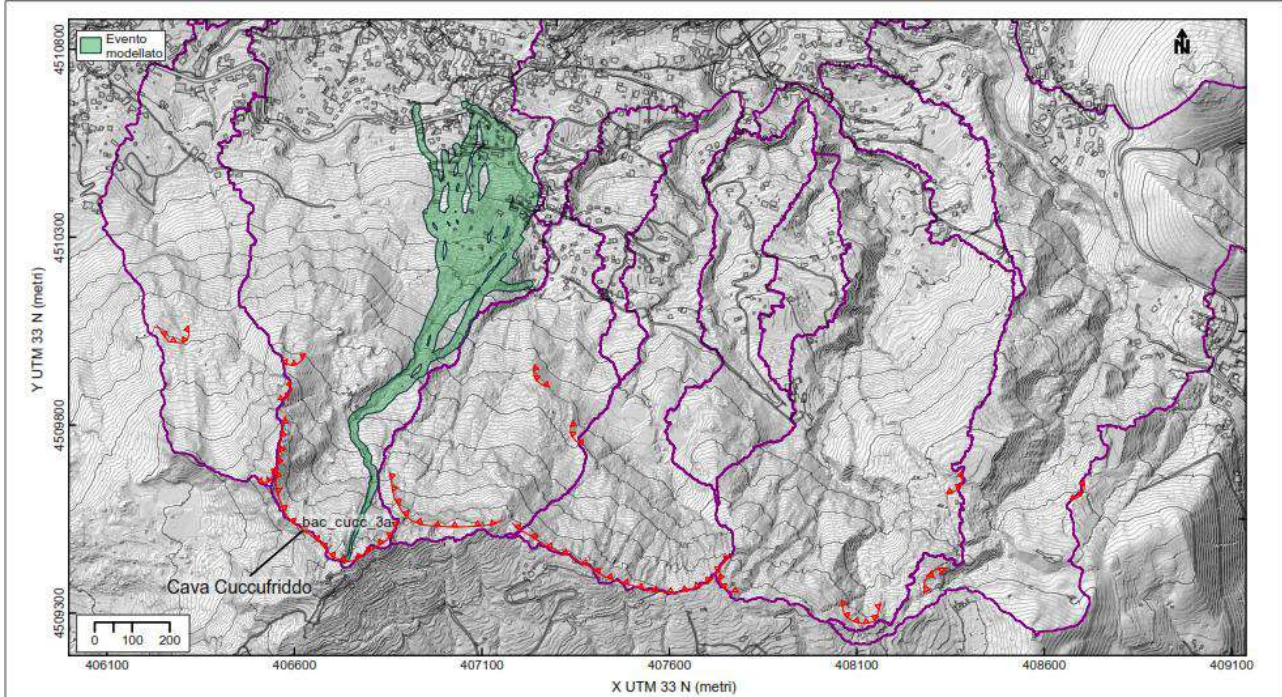 Evento
modellato
N
4510800
4510300
4509800
4509300
Y UTM 33 N (metri)
bac_cucc_3a
Cava Cuccufriddo
0 100 200
406100 406600 407100 407600 408100 408600 409100
X UTM 33 N (metri)